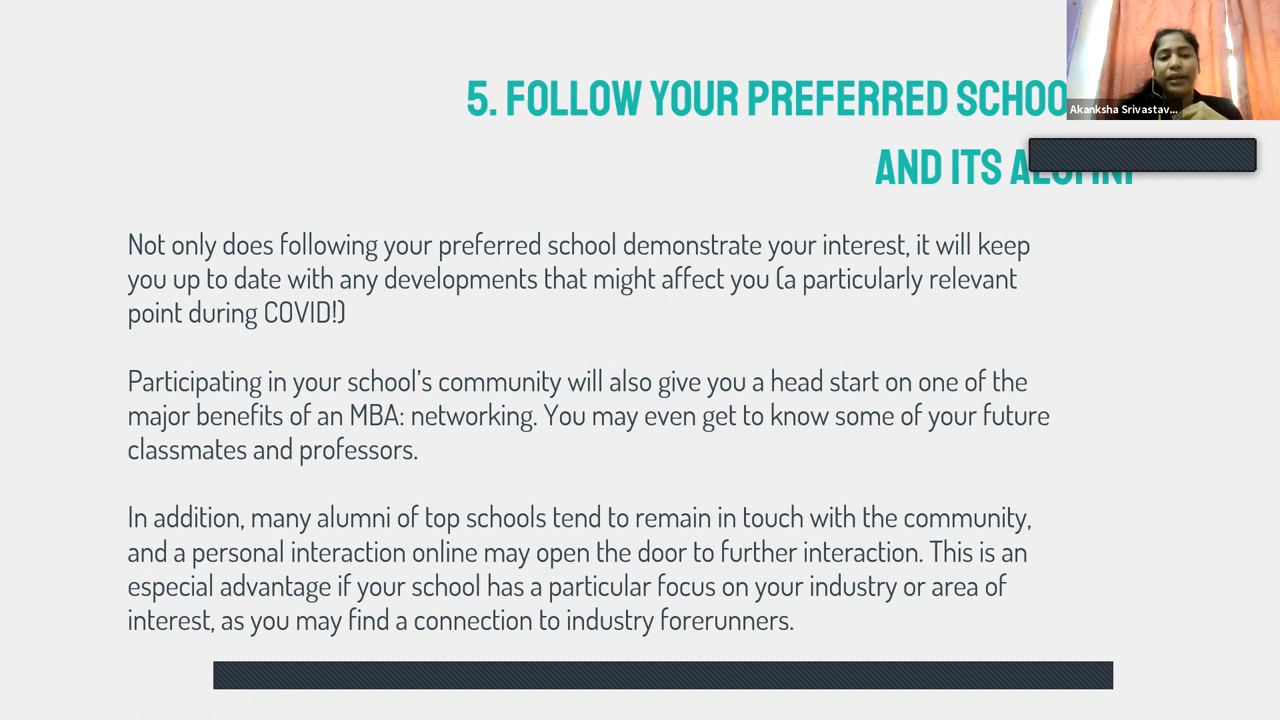 5. FOLLOW YOUR PREFERRED SCHOO
AND ITS ALUMNI
Akanksha Srivastav...
Not only does following your preferred school demonstrate your interest, it will keep
you up to date with any developments that might affect you (a particularly relevant
point during COVID!)
Participating in your school's community will also give you a head start on one of the
major benefits of an MBA: networking. You may even get to know some of your future
classmates and professors.
In addition, many alumni of top schools tend to remain in touch with the community,
and a personal interaction online may open the door to further interaction. This is an
especial advantage if your school has a particular focus on your industry or area of
interest, as you may find a connection to industry forerunners.